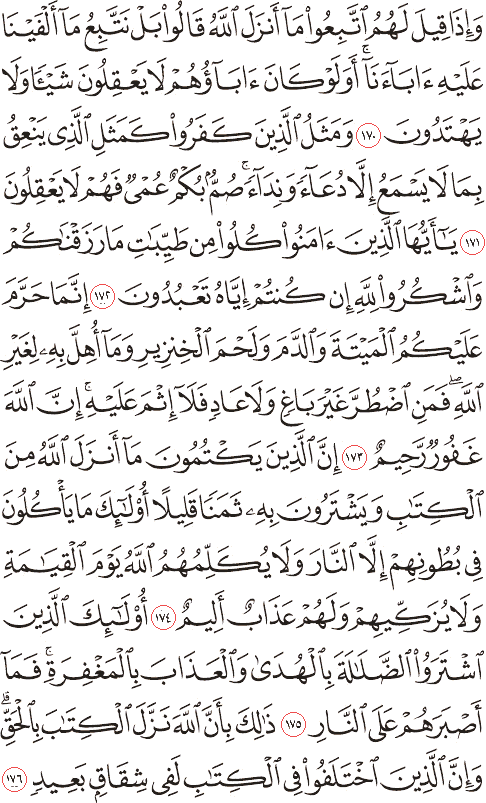 وَإِذَا قِيلَ لَهُمُ ٱتَّبِعُوا۟ مَآ أَنزَلَ ٱللَّهُ قَالُوا۟ بَلْ نَتَّبِعُ مَآ أَلْفَيْنَا
عَلَيْهِ ءَابَآءَنَآ ۗ أَوَلَوْ كَانَ ءَابَآؤُهُمْ لَا يَعْقِلُونَ شَيْـًٔا وَلَا
يَهْتَدُونَ ١٧٠ وَمَثَلُ ٱلَّذِينَ كَفَرُوا۟ كَمَثَلِ ٱلَّذِى يَنْعِقُ
بِمَا لَا يَسْمَعُ إِلَّا دُعَآءً وَنِدَآءً ۚ صُمٌّۢ بُكْمٌ عُمْىٌ فَهُمْ لَا يَعْقِلُونَ
١٧١ يَـٰٓأَيُّهَا ٱلَّذِينَ ءَامَنُوا۟ كُلُوا۟ مِن طَيِّبَـٰتِ مَا رَزَقْنَـٰكُمْ
وَٱشْكُرُوا۟ لِلَّهِ إِن كُنتُمْ إِيَّاهُ تَعْبُدُونَ ١٧٢ إِنَّمَا حَرَّمَ
عَلَيْكُمُ ٱلْمَيْتَةَ وَٱلدَّمَ وَلَحْمَ ٱلْخِنزِيرِ وَمَآ أُهِلَّ بِهِۦ لِغَيْرِ
ٱللَّهِ ۖ فَمَنِ ٱضْطُرَّ غَيْرَ بَاغٍ وَلَا عَادٍ فَلَآ إِثْمَ عَلَيْهِ ۚ إِنَّ ٱللَّهَ
غَفُورٌ رَّحِيمٌ ١٧٣ إِنَّ ٱلَّذِينَ يَكْتُمُونَ مَآ أَنزَلَ ٱللَّهُ مِنَ
ٱلْكِتَـٰبِ وَيَشْتَرُونَ بِهِۦ ثَمَنًا قَلِيلًا ۙ أُو۟لَـٰٓئِكَ مَا يَأْكُلُونَ
فِى بُطُونِهِمْ إِلَّا ٱلنَّارَ وَلَا يُكَلِّمُهُمُ ٱللَّهُ يَوْمَ ٱلْقِيَـٰمَةِ
وَلَا يُزَكِّيهِمْ وَلَهُمْ عَذَابٌ أَلِيمٌ ١٧٤ أُو۟لَـٰٓئِكَ ٱلَّذِينَ
ٱشْتَرَوُا۟ ٱلضَّلَـٰلَةَ بِٱلْهُدَىٰ وَٱلْعَذَابَ بِٱلْمَغْفِرَةِ ۚ فَمَآ
أَصْبَرَهُمْ عَلَى ٱلنَّارِ ١٧٥ ذَٰلِكَ بِأَنَّ ٱللَّهَ نَزَّلَ ٱلْكِتَـٰبَ بِٱلْحَقِّ ۗ
وَإِنَّ ٱلَّذِينَ ٱخْتَلَفُوا۟ فِى ٱلْكِتَـٰبِ لَفِى شِقَاقٍۭ بَعِيدٍ ١٧٦